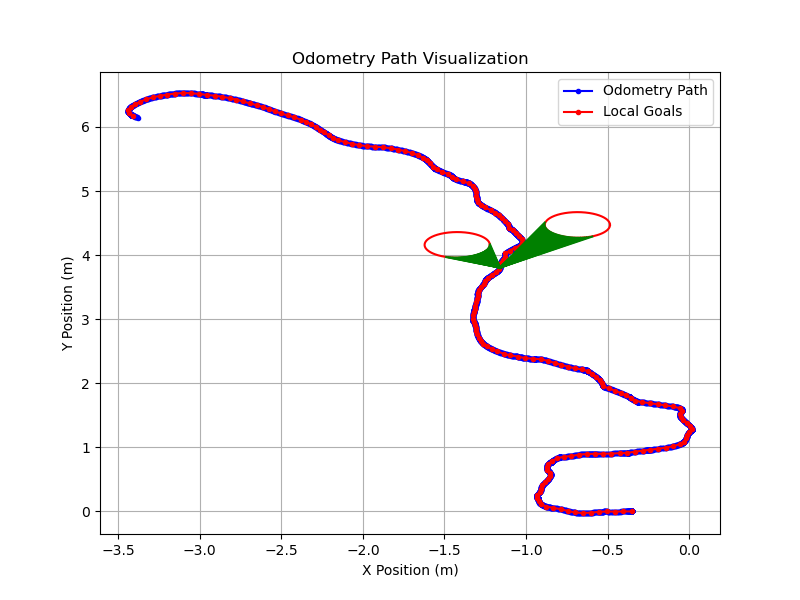 Odometry Path Visualization
Odometry Path
Local Goals
Y Position (m)
6
5
4
3
2
1
0
−3.5 −3.0 −2.5 −2.0 −1.5 −1.0 −0.5 0.0
X Position (m)